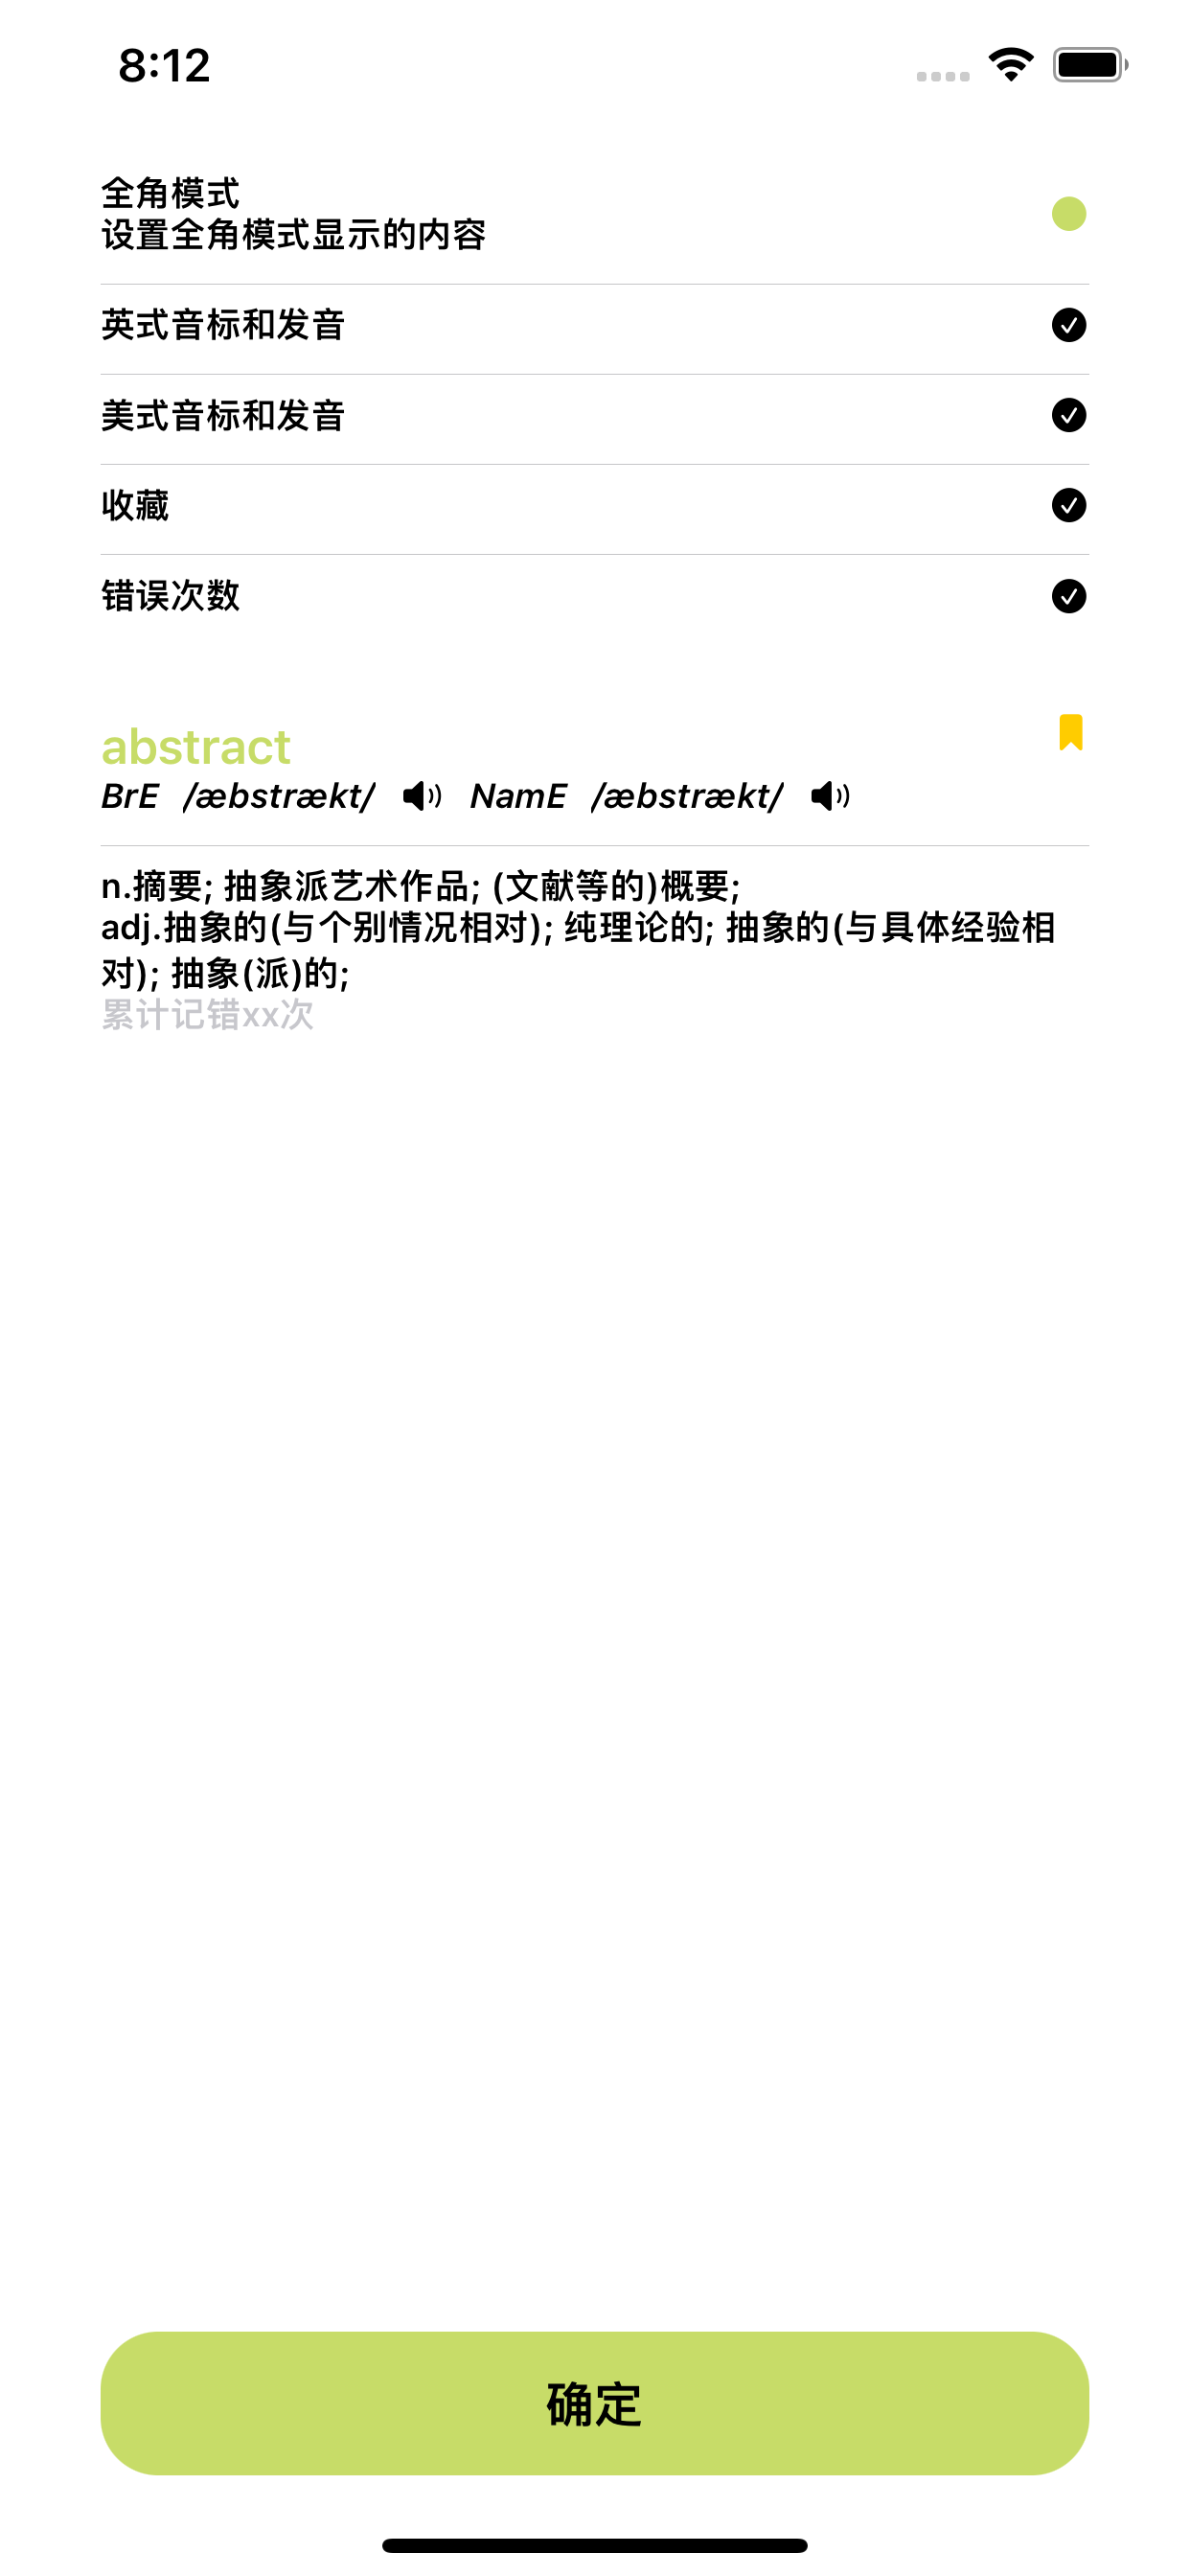 8:12
全角模式
设置全角模式显示的内容
英式音标和发音
美式音标和发音
收藏
错误次数
abstract
BrE /æbstrækt/ NamE /æbstrækt/
n.摘要; 抽象派艺术作品; (文献等的)概要;
adj.抽象的(与个别情况相对); 纯理论的; 抽象的(与具体经验相
对); 抽象(派)的;
累计记错xx次
确定